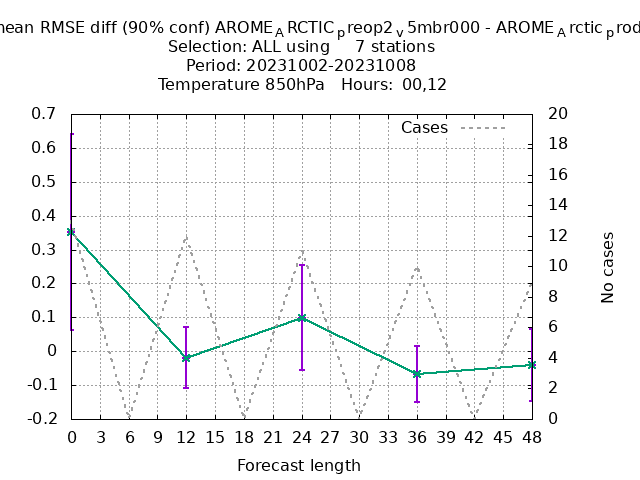 mean RMSE diff (90% conf) AROME_ARCTIC_preop2_v5mbr000 - AROME_Arctic_prod
Selection: ALL using 7 stations
Period: 20231002-20231008
Temperature 850hPa Hours: 00,12
Cases
0.7
0.6
0.5
0.4
0.3
0.2
0.1
0
-0.1
-0.2
20
18
16
14
12
10
8
6
4
2
0
No cases
0 3 6 9 12 15 18 21 24 27 30 33 36 39 42 45 48
Forecast length